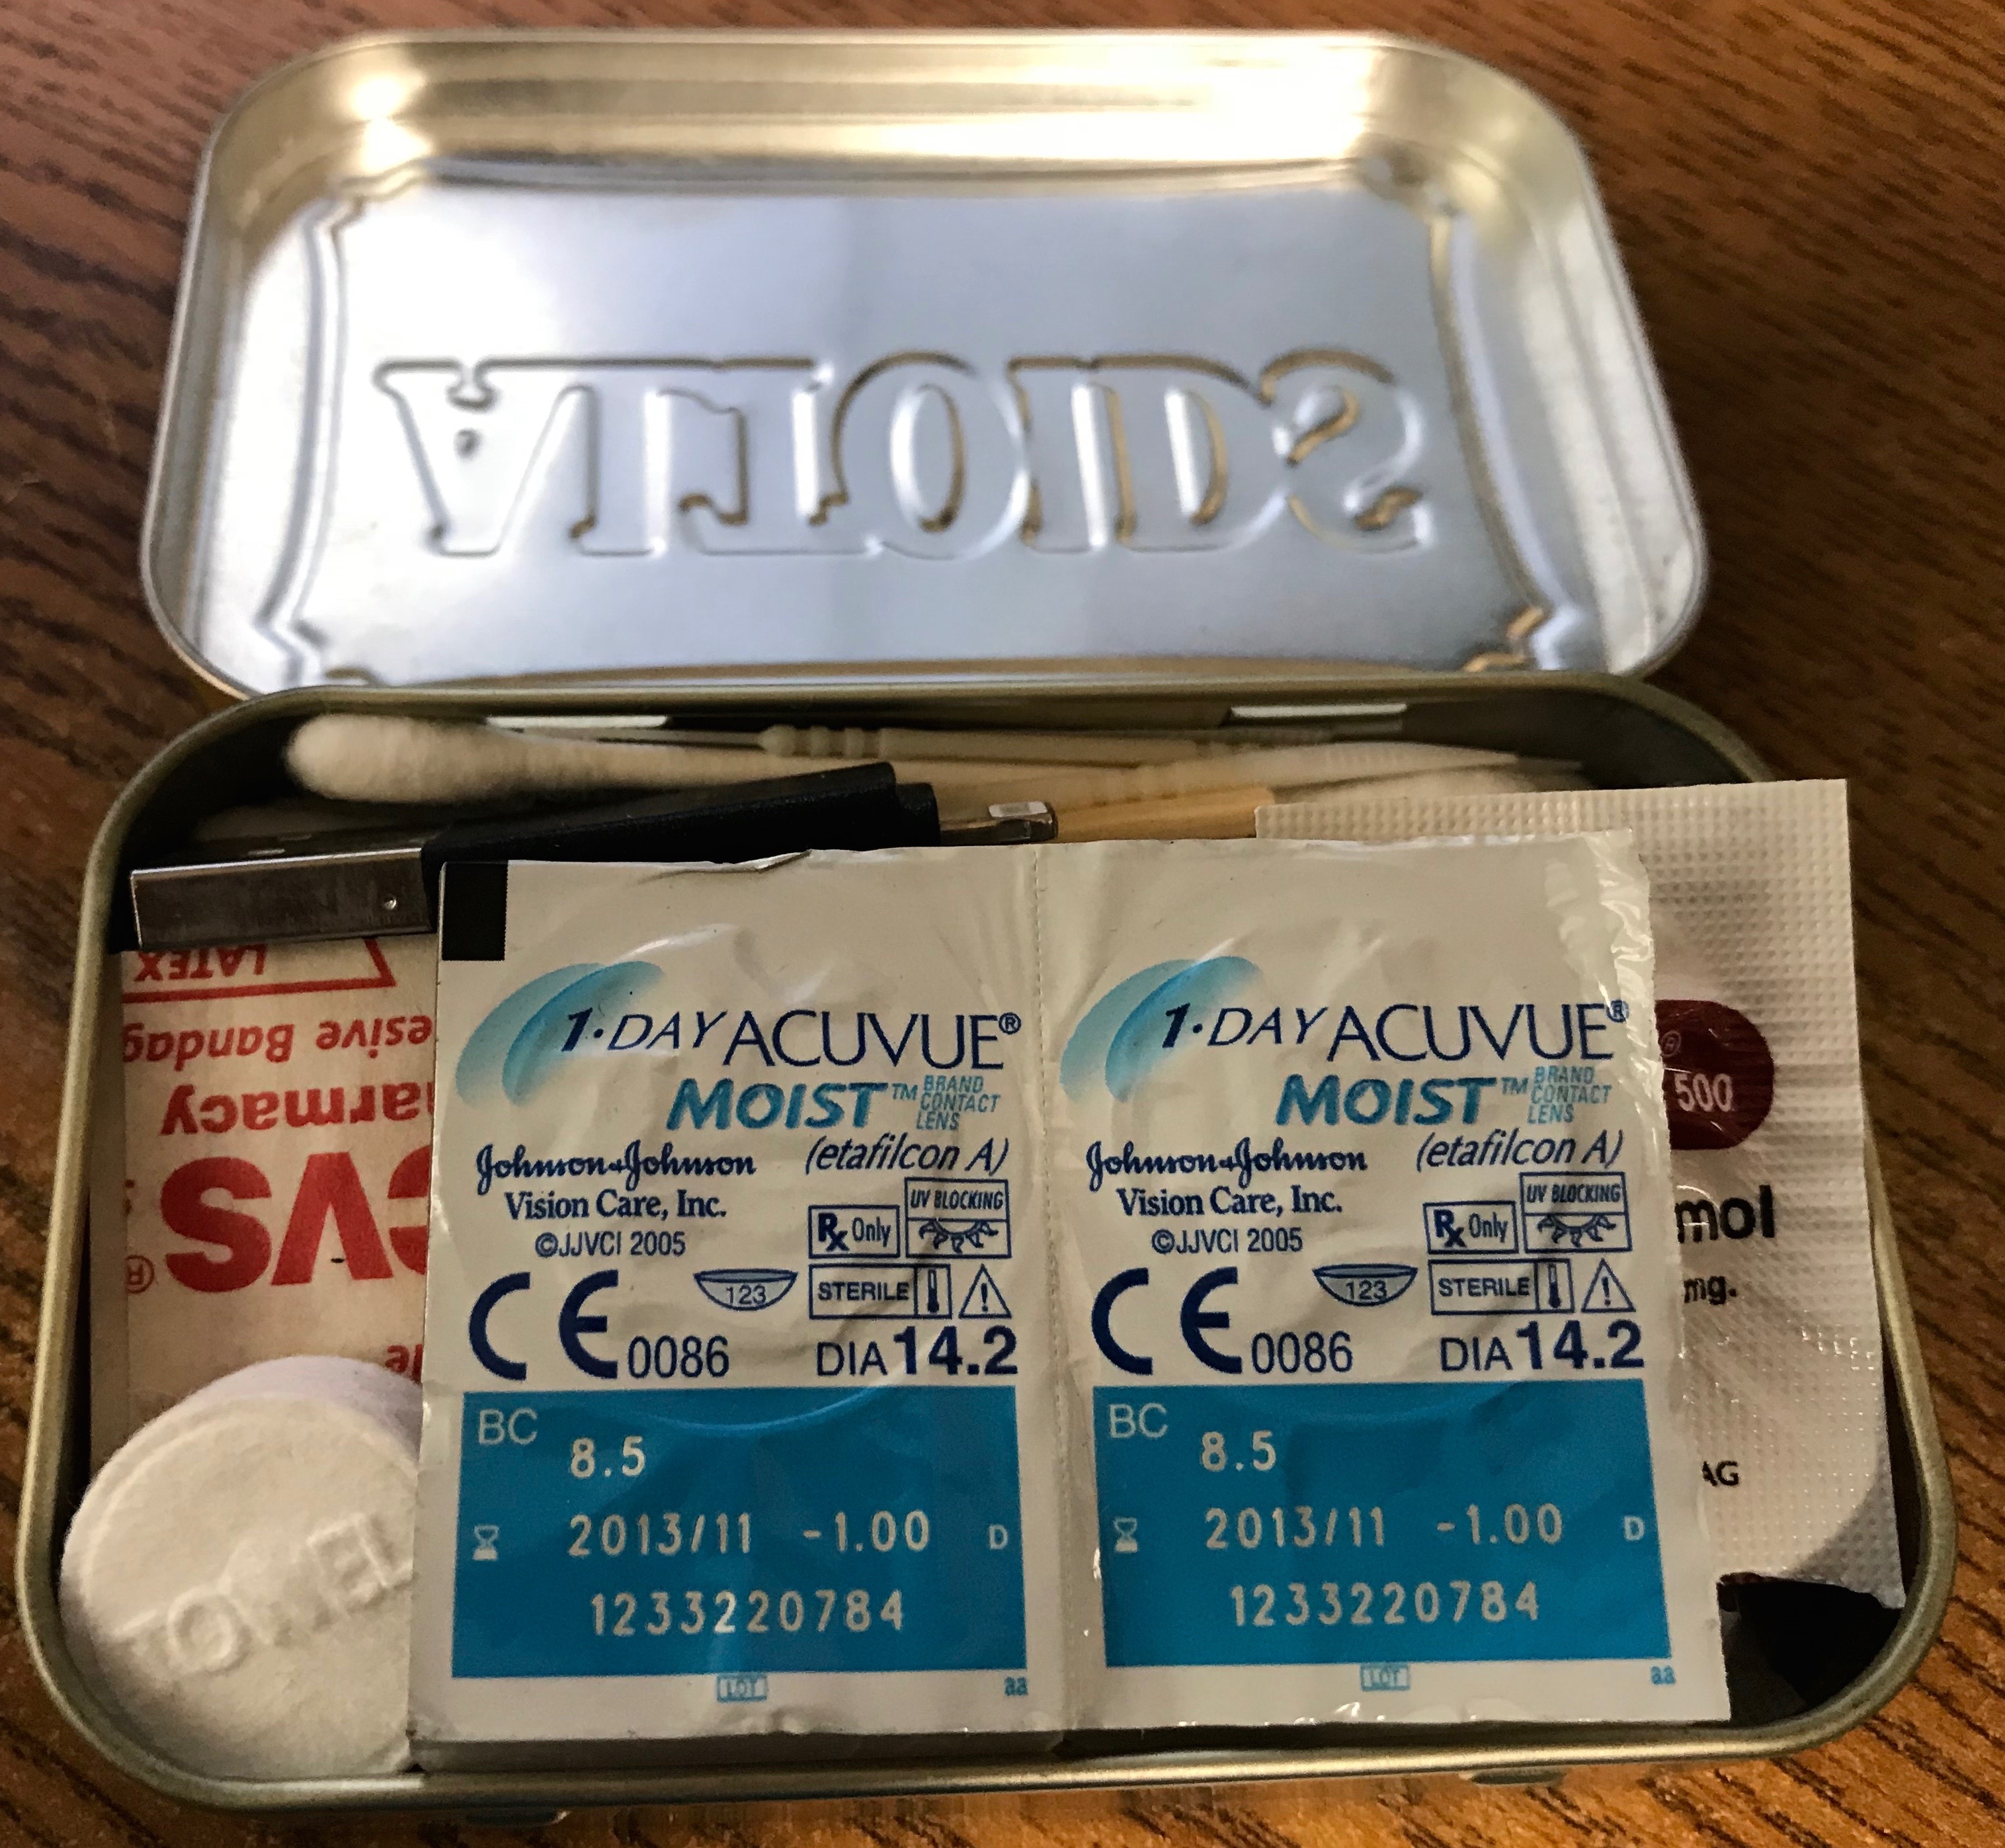 ALTOIDS
LATEX
esive Bandag
armacy
CVS
®
le
TOWEL
1·DAY ACUVUE®
MOIST™ BRAND
CONTACT
LENS
Johnson & Johnson (etafilcon A)
Vision Care, Inc.
©JJVCI 2005
Rx Only
UV BLOCKING
123
STERILE
CE 0086
DIA 14.2
BC 8.5
2013/11 -1.00 D
1233220784
LOT
aa
1·DAY ACUVUE®
MOIST™ BRAND
CONTACT
LENS
Johnson & Johnson (etafilcon A)
Vision Care, Inc.
©JJVCI 2005
Rx Only
UV BLOCKING
123
STERILE
CE 0086
DIA 14.2
BC 8.5
2013/11 -1.00 D
1233220784
LOT
aa
®
500
mol
mg.
AG